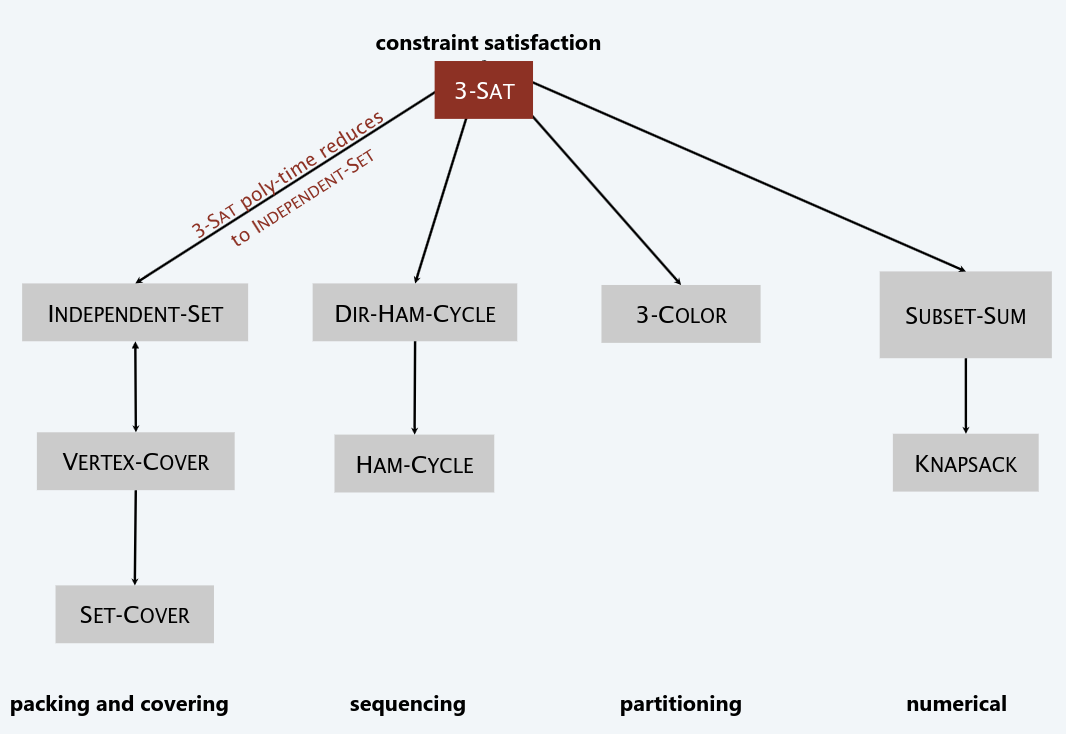 constraint satisfaction
3-SAT
3-SAT poly-time reduces
to INDEPENDENT-SET
INDEPENDENT-SET
DIR-HAM-CYCLE
3-COLOR
SUBSET-SUM
VERTEX-COVER
HAM-CYCLE
KNAPSACK
SET-COVER
packing and covering
sequencing
partitioning
numerical